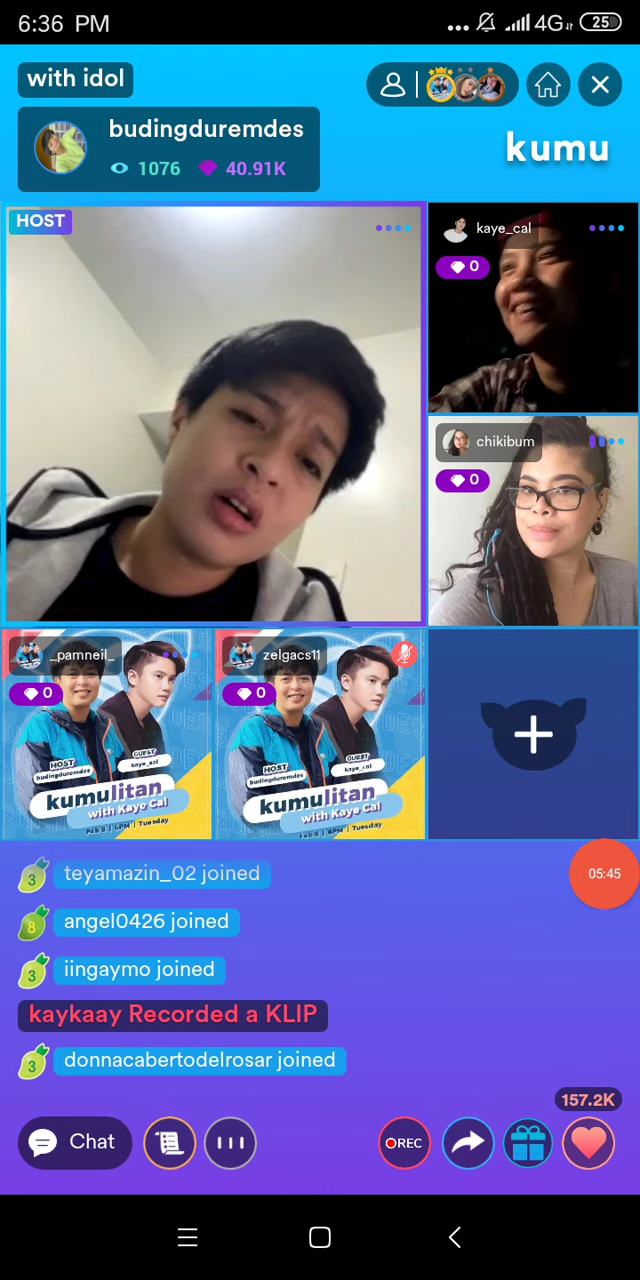 6:36 PM
4G
25
with idol
budingduremdes
1076
40.91K
kumu
HOST
kaye_cal
0
chikibum
0
_pamneil_
0
HOST
budingduremdes
GUEST
kaye_cal
kumulitan
with Kaye Cal
Feb 8 | 6PM | Tuesday
zelgacs11
0
HOST
budingduremdes
GUEST
kaye_cal
kumulitan
with Kaye Cal
Feb 8 | 6PM | Tuesday
05:45
3 teyamazin_02 joined
8 angel0426 joined
3 iingaymo joined
kaykaay Recorded a KLIP
3 donnacabertodelrosar joined
157.2K
Chat
REC